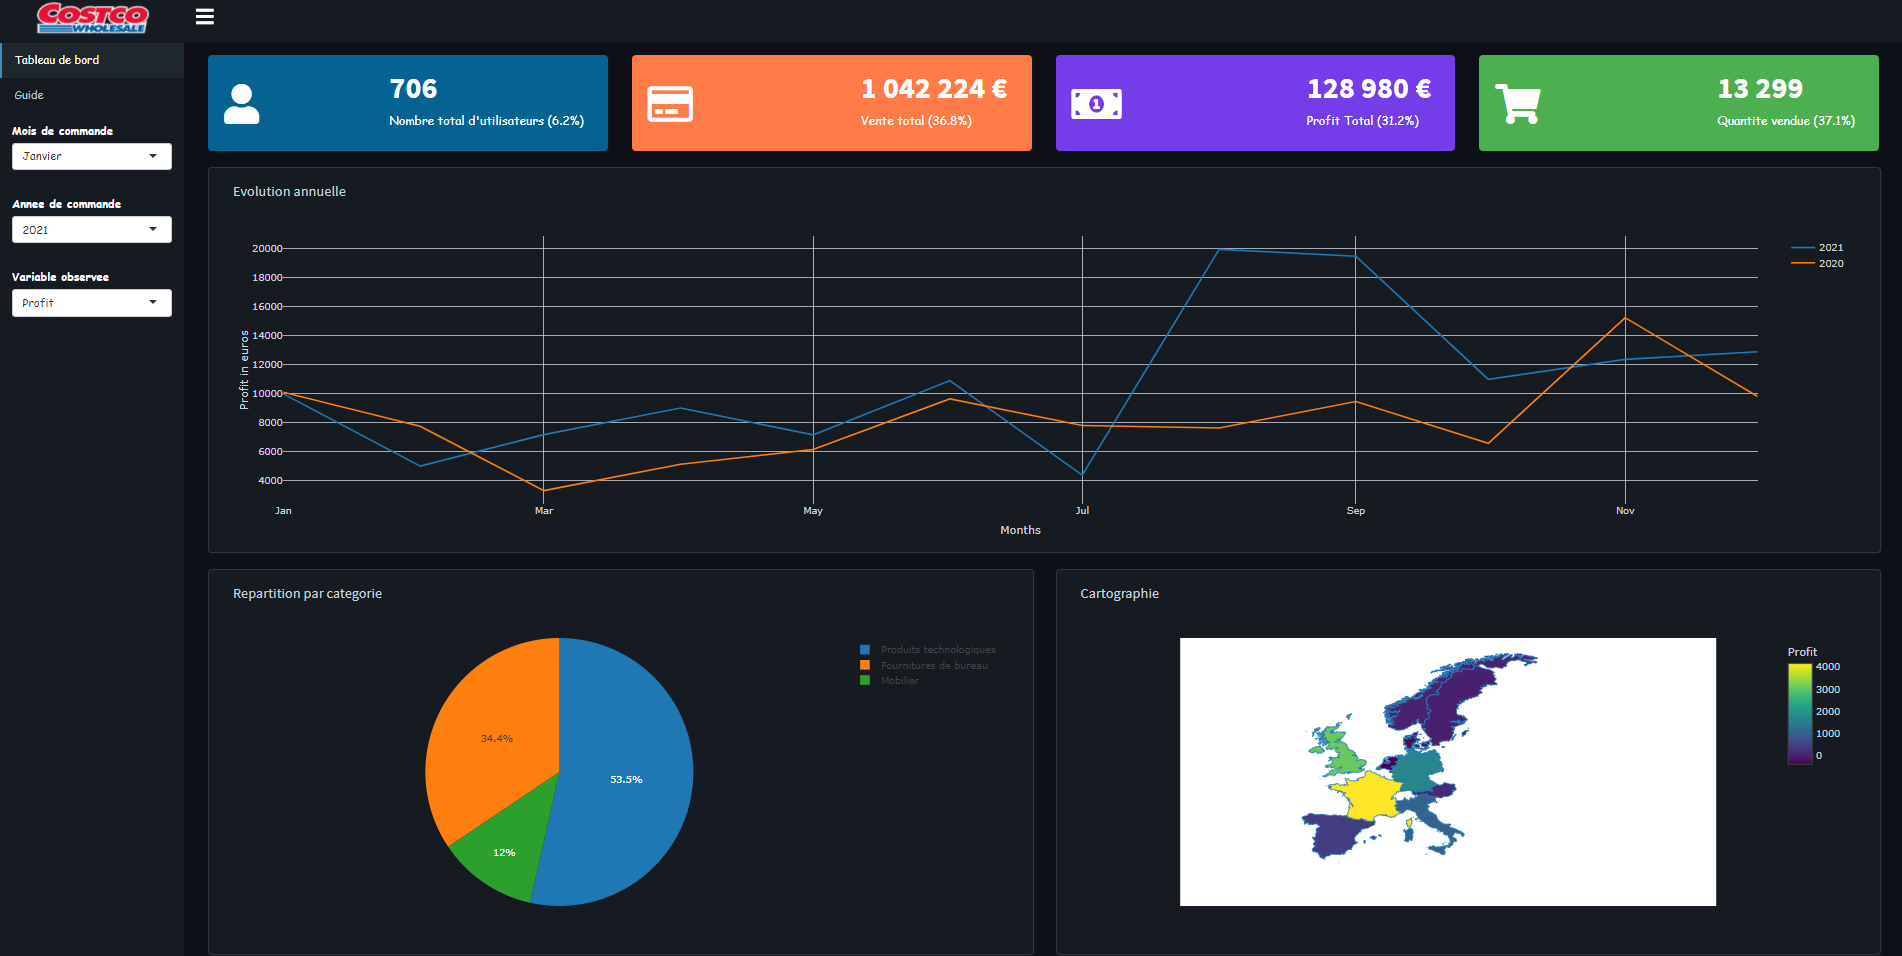 COSTCO
WHOLESALE
Tableau de bord
Guide
Mois de commande
Janvier
Annee de commande
2021
Variable observee
Profit
706
Nombre total d'utilisateurs (6.2%)
1 042 224 €
Vente total (36.8%)
1
128 980 €
Profit Total (31.2%)
13 299
Quantite vendue (37.1%)
Evolution annuelle
20000
18000
16000
14000
12000
10000
8000
6000
4000
Profit in euros
Jan
Mar
May
Jul
Sep
Nov
Months
2021
2020
Repartition par categorie
Produits technologiques
Fournitures de bureau
Mobilier
34.4%
53.5%
12%
Cartographie
Profit
4000
3000
2000
1000
0